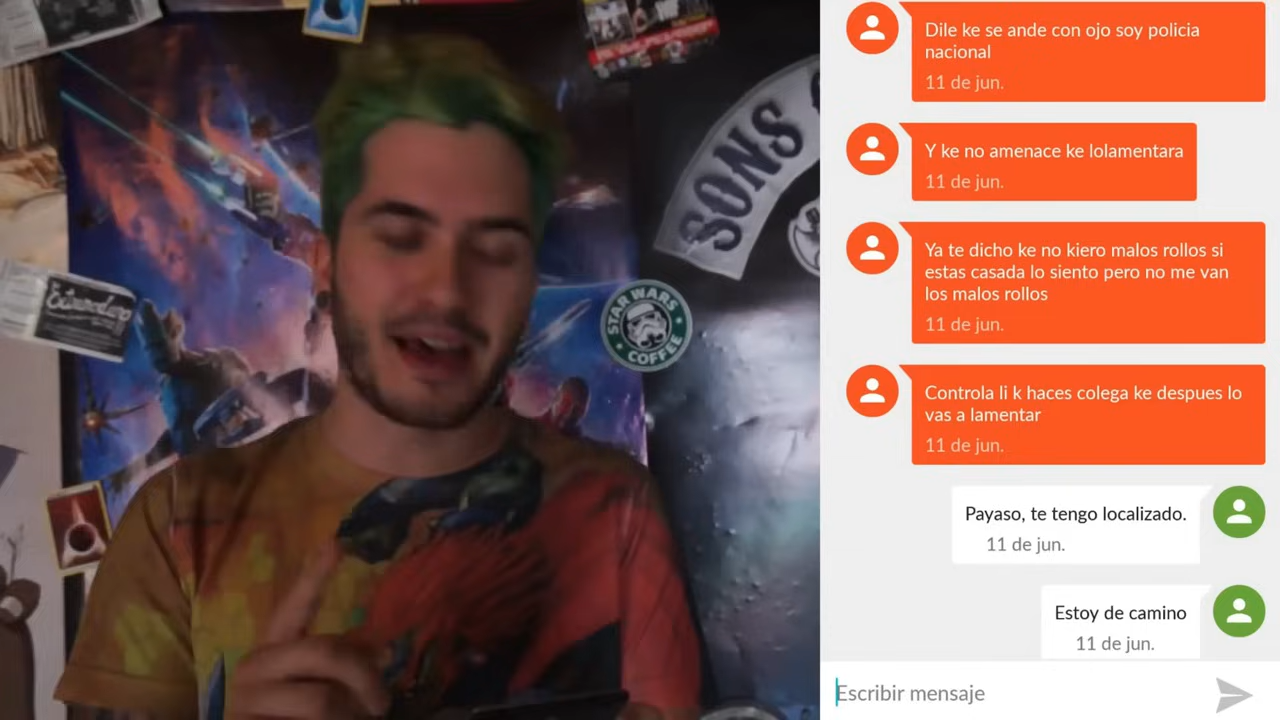 SONS
Extremoduro
STAR WARS
COFFEE
Dile ke se ande con ojo soy policia
nacional
11 de jun.
Y ke no amenace ke lolamentara
11 de jun.
Ya te dicho ke no kiero malos rollos si
estas casada lo siento pero no me van
los malos rollos
11 de jun.
Controla li k haces colega ke despues lo
vas a lamentar
11 de jun.
Payaso, te tengo localizado.
11 de jun.
Estoy de camino
11 de jun.
Escribir mensaje